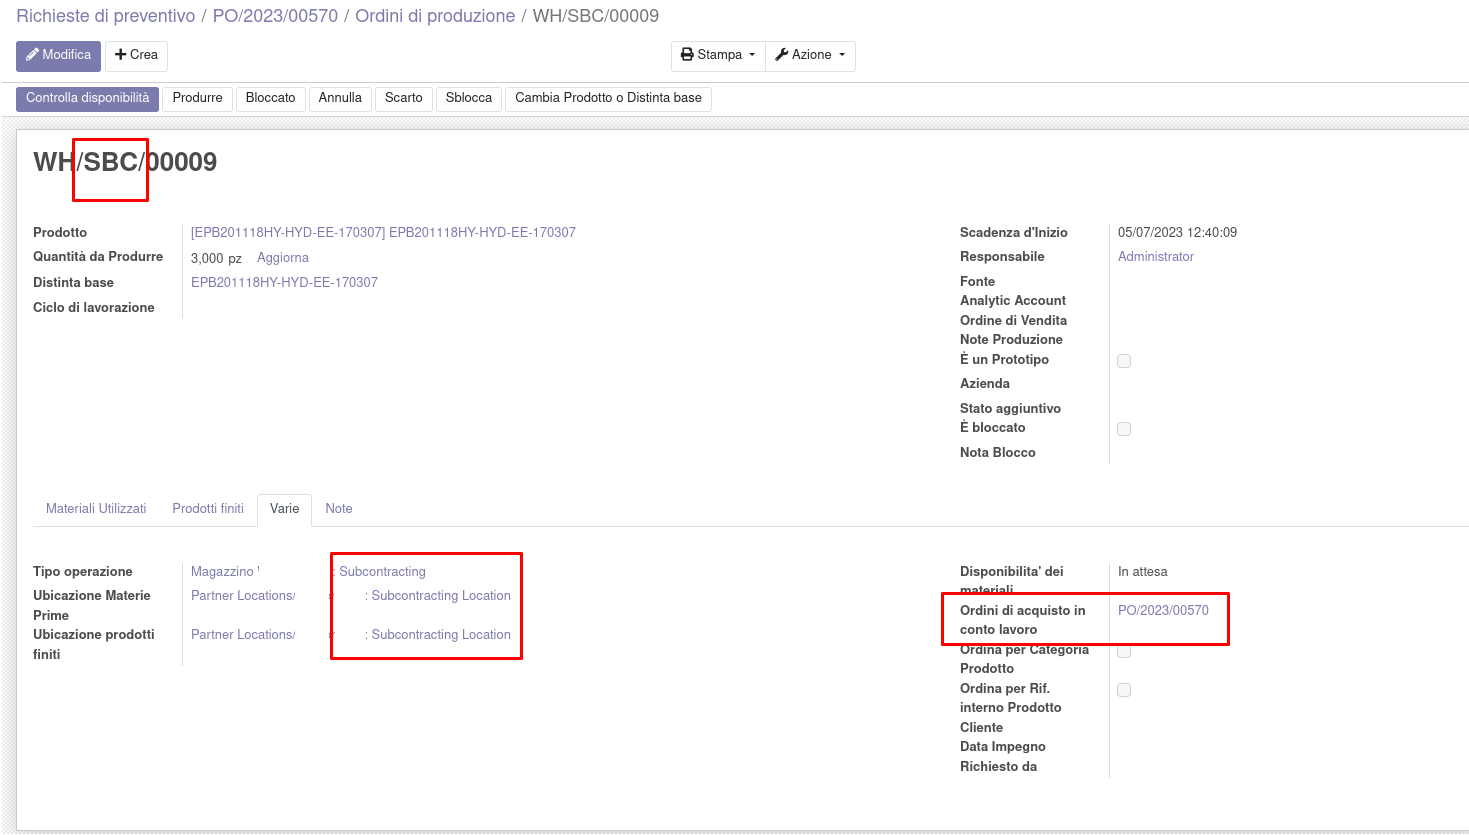 Richieste di preventivo / PO/2023/00570 / Ordini di produzione / WH/SBC/00009
Modifica Crea Stampa Azione
Controlla disponibilità Produrre Bloccato Annulla Scarto Sblocca Cambia Prodotto o Distinta base
WH/SBC/00009
Prodotto [EPB201118HY-HYD-EE-170307] EPB201118HY-HYD-EE-170307
Quantità da Produrre 3,000 pz Aggiorna
Distinta base EPB201118HY-HYD-EE-170307
Ciclo di lavorazione
Scadenza d'Inizio 05/07/2023 12:40:09
Responsabile Administrator
Fonte
Analytic Account
Ordine di Vendita
Note Produzione
È un Prototipo
Azienda
Stato aggiuntivo
È bloccato
Nota Blocco
Materiali Utilizzati Prodotti finiti Varie Note
Tipo operazione Magazzino : Subcontracting
Ubicazione Materie Partner Locations/ : Subcontracting Location
Prime
Ubicazione prodotti Partner Locations/ : Subcontracting Location
finiti
Disponibilita' dei In attesa
materiali
Ordini di acquisto in PO/2023/00570
conto lavoro
Ordina per Categoria
Prodotto
Ordina per Rif.
interno Prodotto
Cliente
Data Impegno
Richiesto da